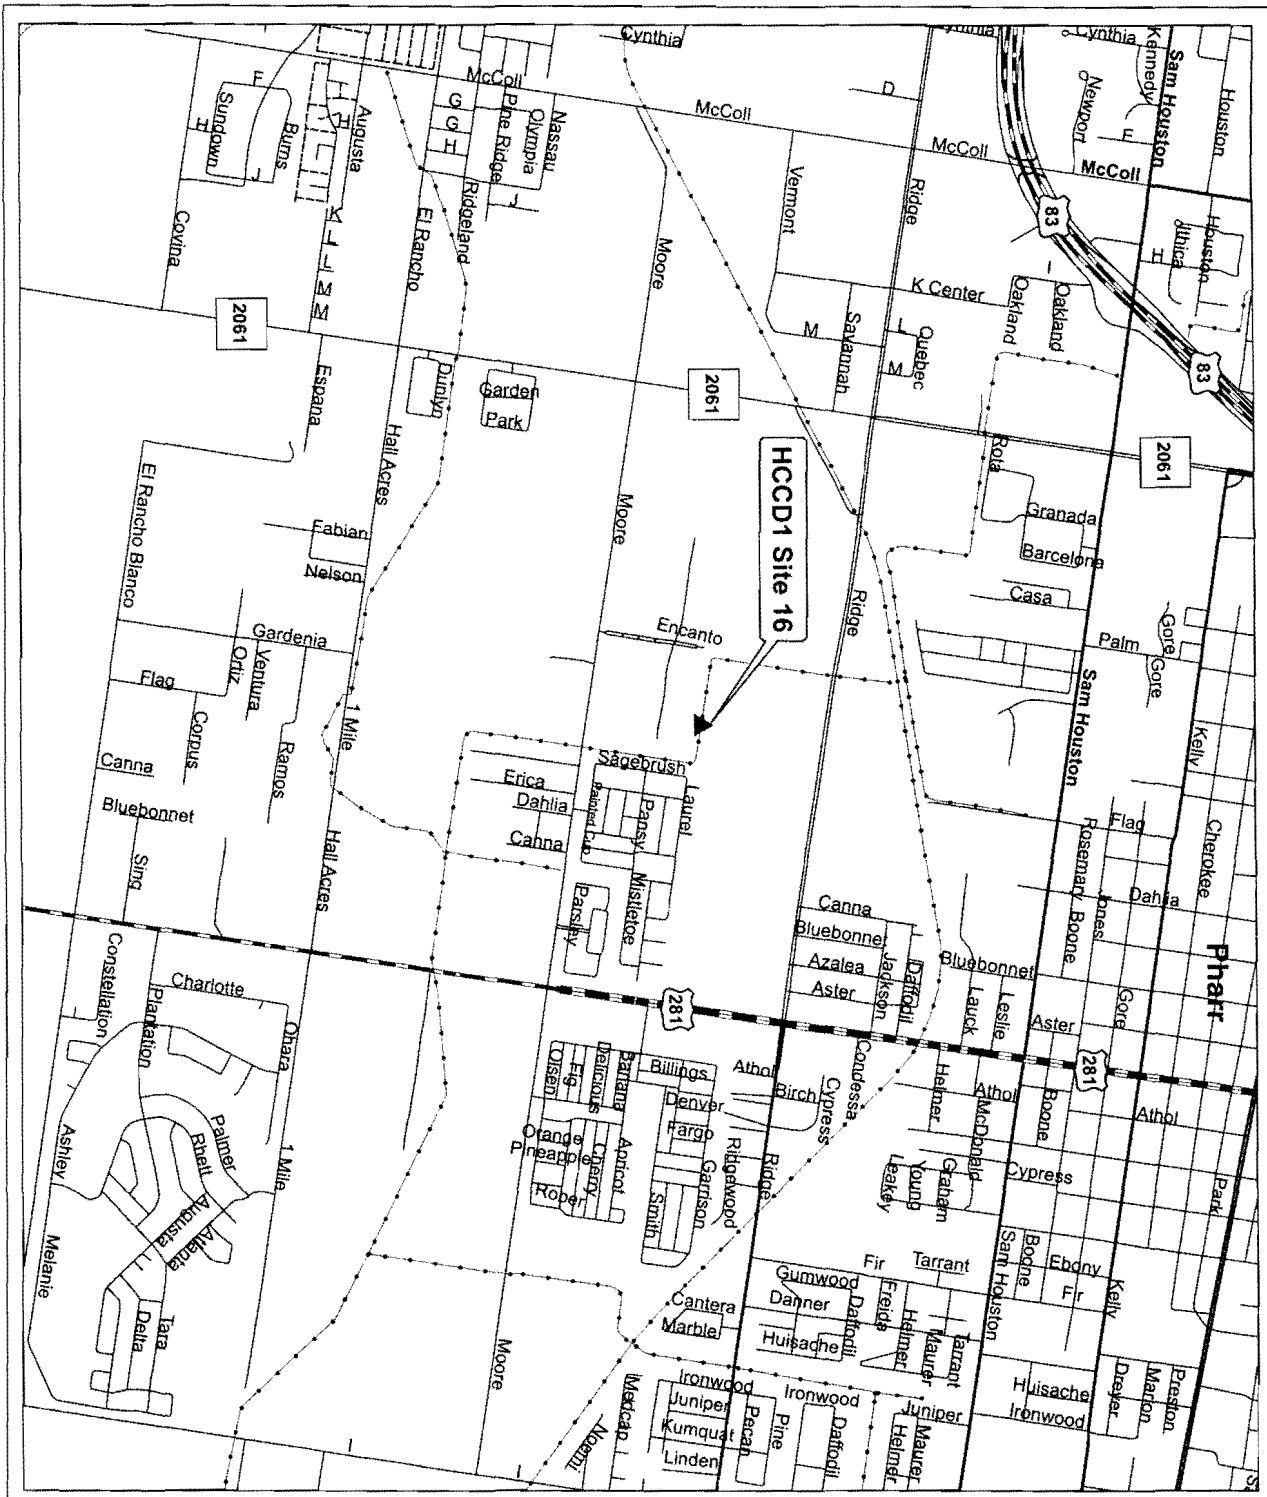 Cynthia
Cynthia
Cynthia
Kennedy
Sam Houston
Houston
F
Sundown
H
Burns
J
H
H
Augusta
McColl
G
G
H
Pine Ridge
Olympia
Nassau
J
McColl
D
McColl
Newport
E
McColl
Covina
K
L
L
M
M
El Rancho
Ridgeland
Moore
Vermont
Ridge
83
Houston
Ithica
H
2061
Espana
Dunlyn
Garden
Park
2061
M
Savannah
K Center
L
Quebec
M
Oakland
I
Oakland
83
El Rancho Blanco
Hall Acres
Fabian
Nelson
Moore
HCCD1 Site 16
Rota
2061
Granada
Barcelona
Casa
Ridge
Encanto
Palm
Gore
Gore
Gardenia
Ortiz
Ventura
Flag
Corpus
Ramos
1 Mile
Sam Houston
Kelly
Canna
Bluebonnet
Sing
Hall Acres
Sagebrush
Erica
Dahlia
Canna
Painted Cup
Pansy
Laurel
Mistletoe
Parsley
Flag
Rosemary
Boone
Jones
Dahlia
Cherokee
Canna
Bluebonnet
Azalea
Aster
Jackson
Daffodil
Bluebonnet
Lauck
Leslie
Aster
Gore
Pharr
Constellation
Plantation
Charlotte
Ohara
281
281
Olsen
Fig
Delicious
Banana
Billings
Denver
Fargo
Athol
Birch
Cypress
Condessa
Helmer
Athol
McDonald
Boone
Athol
Ashley
Palmer
Rhett
1 Mile
Orange
Pineapple
Cherry
Apricot
Roper
Smith
Garrison
Ridgewood
Ridge
Leakey
Young
Graham
Cypress
Park
Melanie
Augusta
Atlanta
Tara
Delta
Moore
Cantera
Marble
Gumwood
Danner
Huisache
Daffodil
Fir
Freida
Helmer
Maurer
Tarrant
Tarrant
Sam Houston
Boone
Ebony
Fir
Kelly
Ironwood
Juniper
Kumquat
Linden
Pecan
Pine
Ironwood
Daffodil
Juniper
Helmer
Maurer
Huisache
Ironwood
Dreyer
Marion
Preston
I
I
Medcap
Noemi